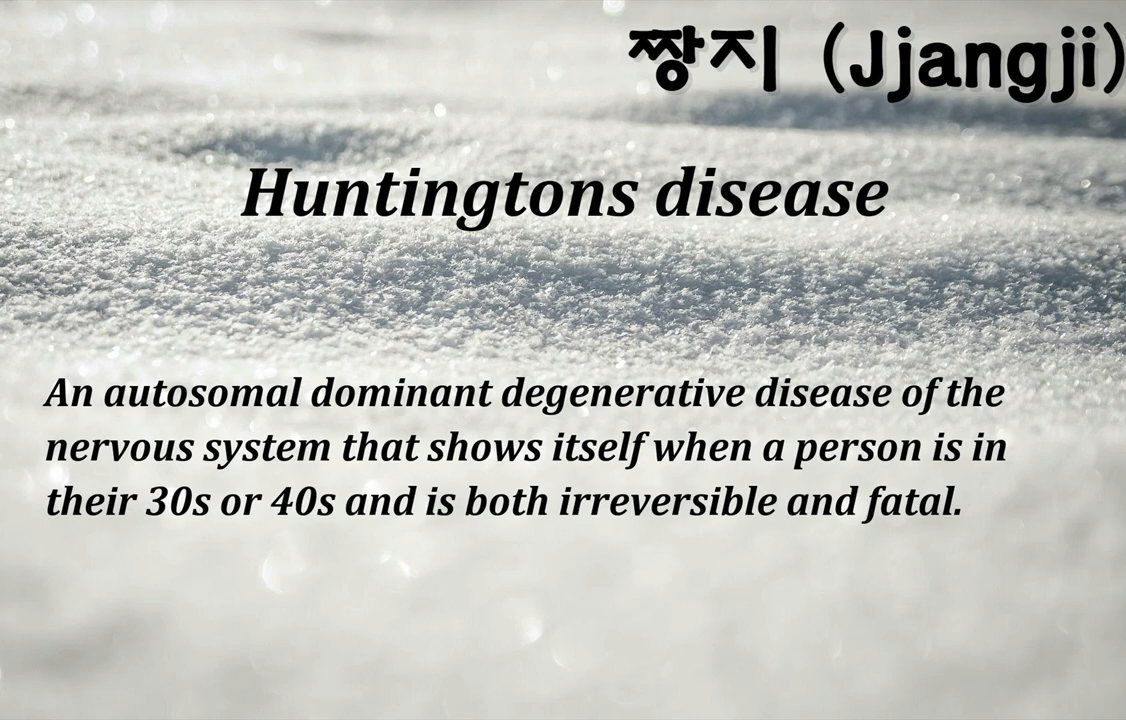 짱지 (Jjangji)
Huntingtons disease
An autosomal dominant degenerative disease of the
nervous system that shows itself when a person is in
their 30s or 40s and is both irreversible and fatal.